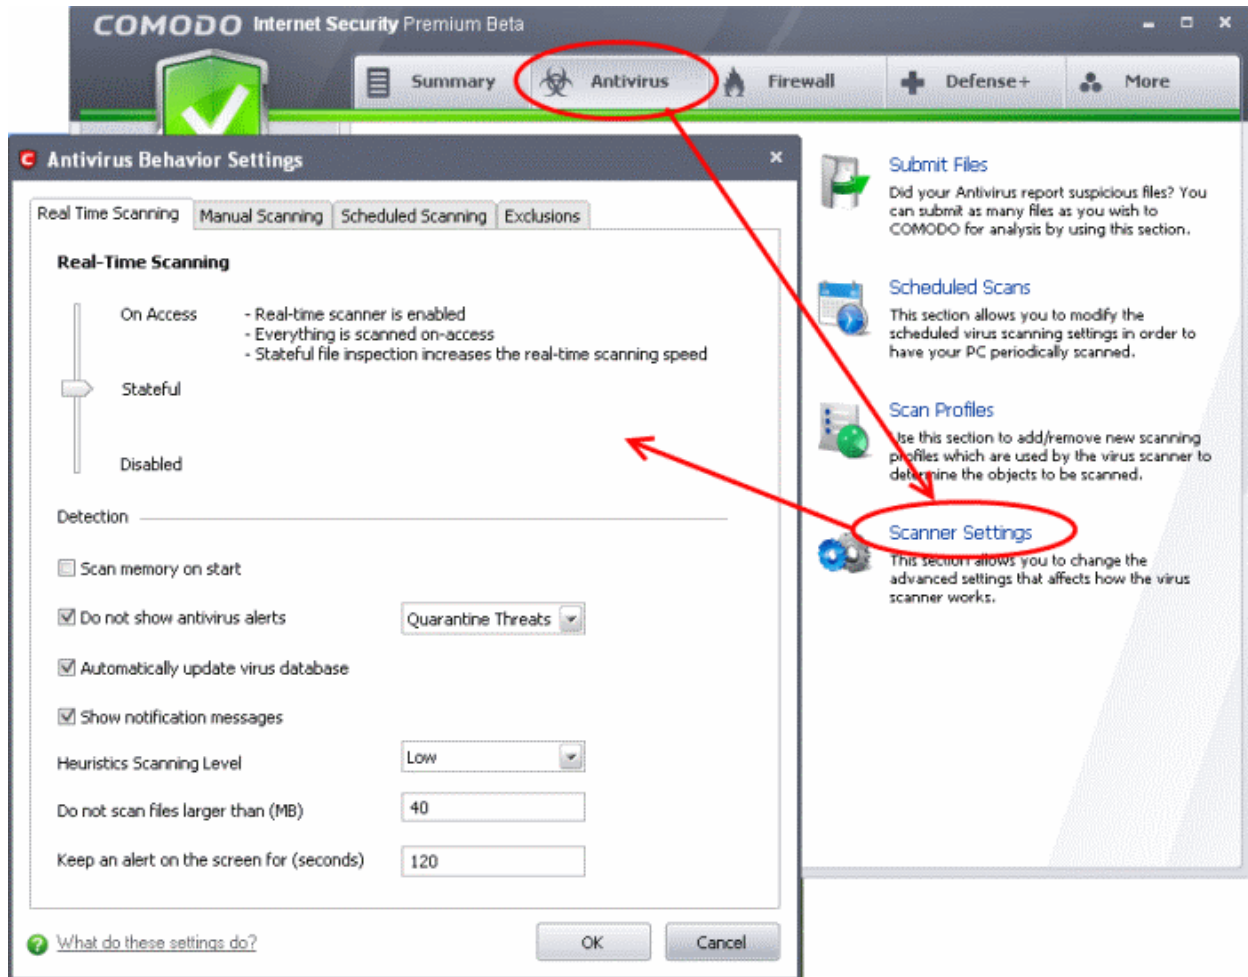 COMODO Internet Security Premium Beta
Summary
Antivirus
Firewall
Defense+
More
Antivirus Behavior Settings
Real Time Scanning
Manual Scanning
Scheduled Scanning
Exclusions
Real-Time Scanning
On Access
- Real-time scanner is enabled
- Everything is scanned on-access
- Stateful file inspection increases the real-time scanning speed
Stateful
Disabled
Detection
Scan memory on start
Do not show antivirus alerts
Quarantine Threats
Automatically update virus database
Show notification messages
Heuristics Scanning Level
Low
Do not scan files larger than (MB)
40
Keep an alert on the screen for (seconds)
120
What do these settings do?
OK
Cancel
Submit Files
Did your Antivirus report suspicious files? You
can submit as many files as you wish to
COMODO for analysis by using this section.
Scheduled Scans
This section allows you to modify the
scheduled virus scanning settings in order to
have your PC periodically scanned.
Scan Profiles
Use this section to add/remove new scanning
profiles which are used by the virus scanner to
determine the objects to be scanned.
Scanner Settings
This section allows you to change the
advanced settings that affects how the virus
scanner works.